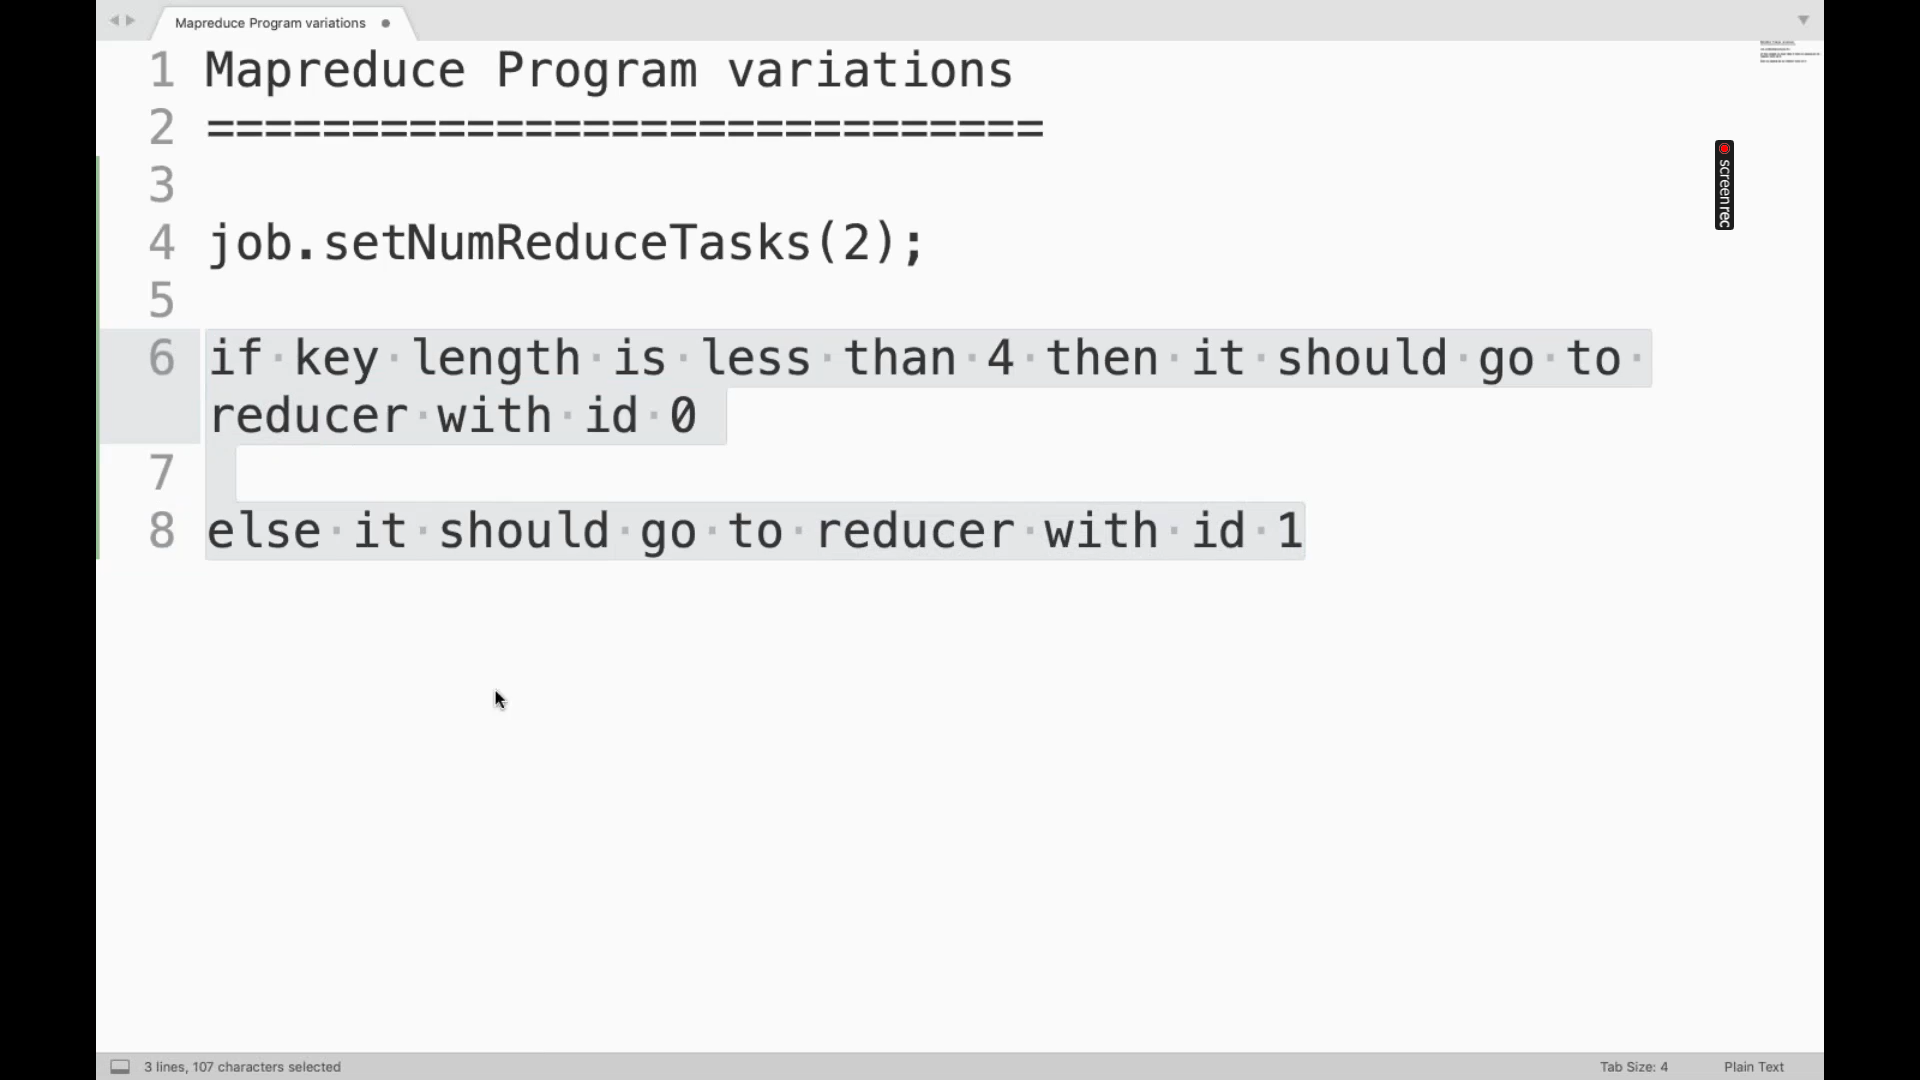 Mapreduce Program variations
1 Mapreduce Program variations
2 =============================
3
4 job.setNumReduceTasks(2);
5
6 if key length is less than 4 then it should go to
reducer with id 0
7
8 else it should go to reducer with id 1
screenrec
3 lines, 107 characters selected
Tab Size: 4
Plain Text